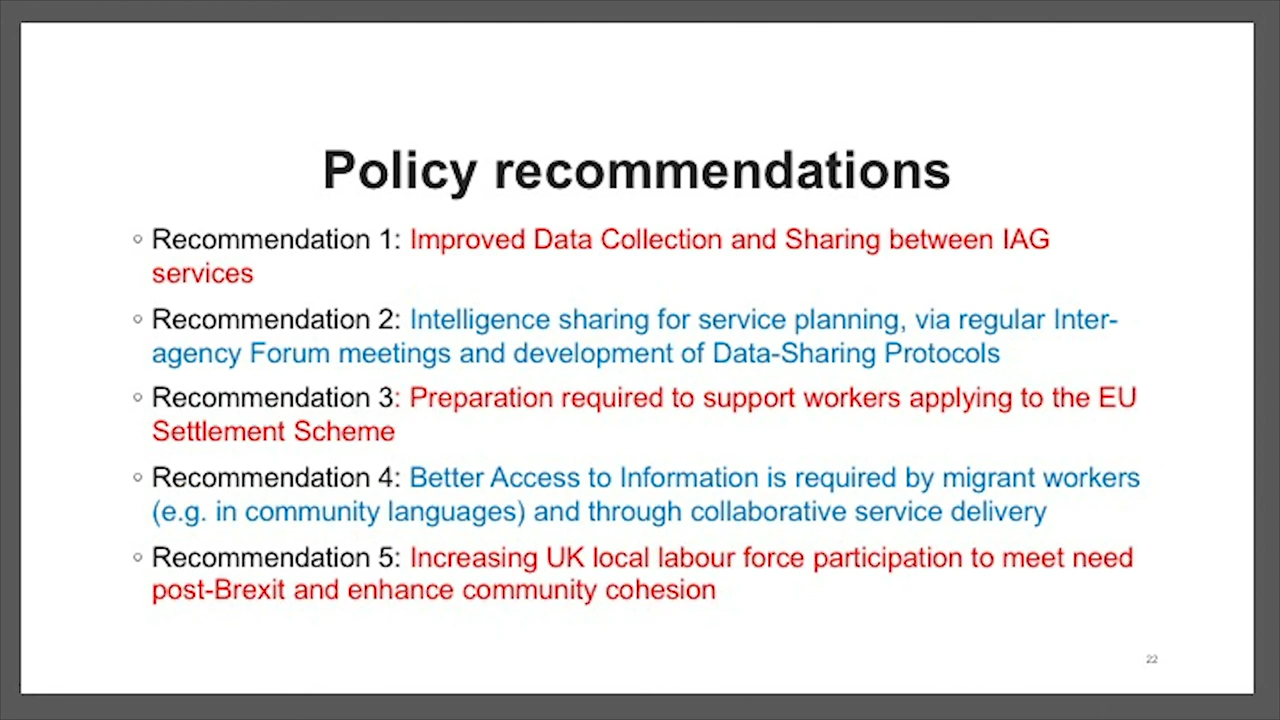 Policy recommendations
◦ Recommendation 1: Improved Data Collection and Sharing between IAG
services
◦ Recommendation 2: Intelligence sharing for service planning, via regular Inter-
agency Forum meetings and development of Data-Sharing Protocols
◦ Recommendation 3: Preparation required to support workers applying to the EU
Settlement Scheme
◦ Recommendation 4: Better Access to Information is required by migrant workers
(e.g. in community languages) and through collaborative service delivery
◦ Recommendation 5: Increasing UK local labour force participation to meet need
post-Brexit and enhance community cohesion
22